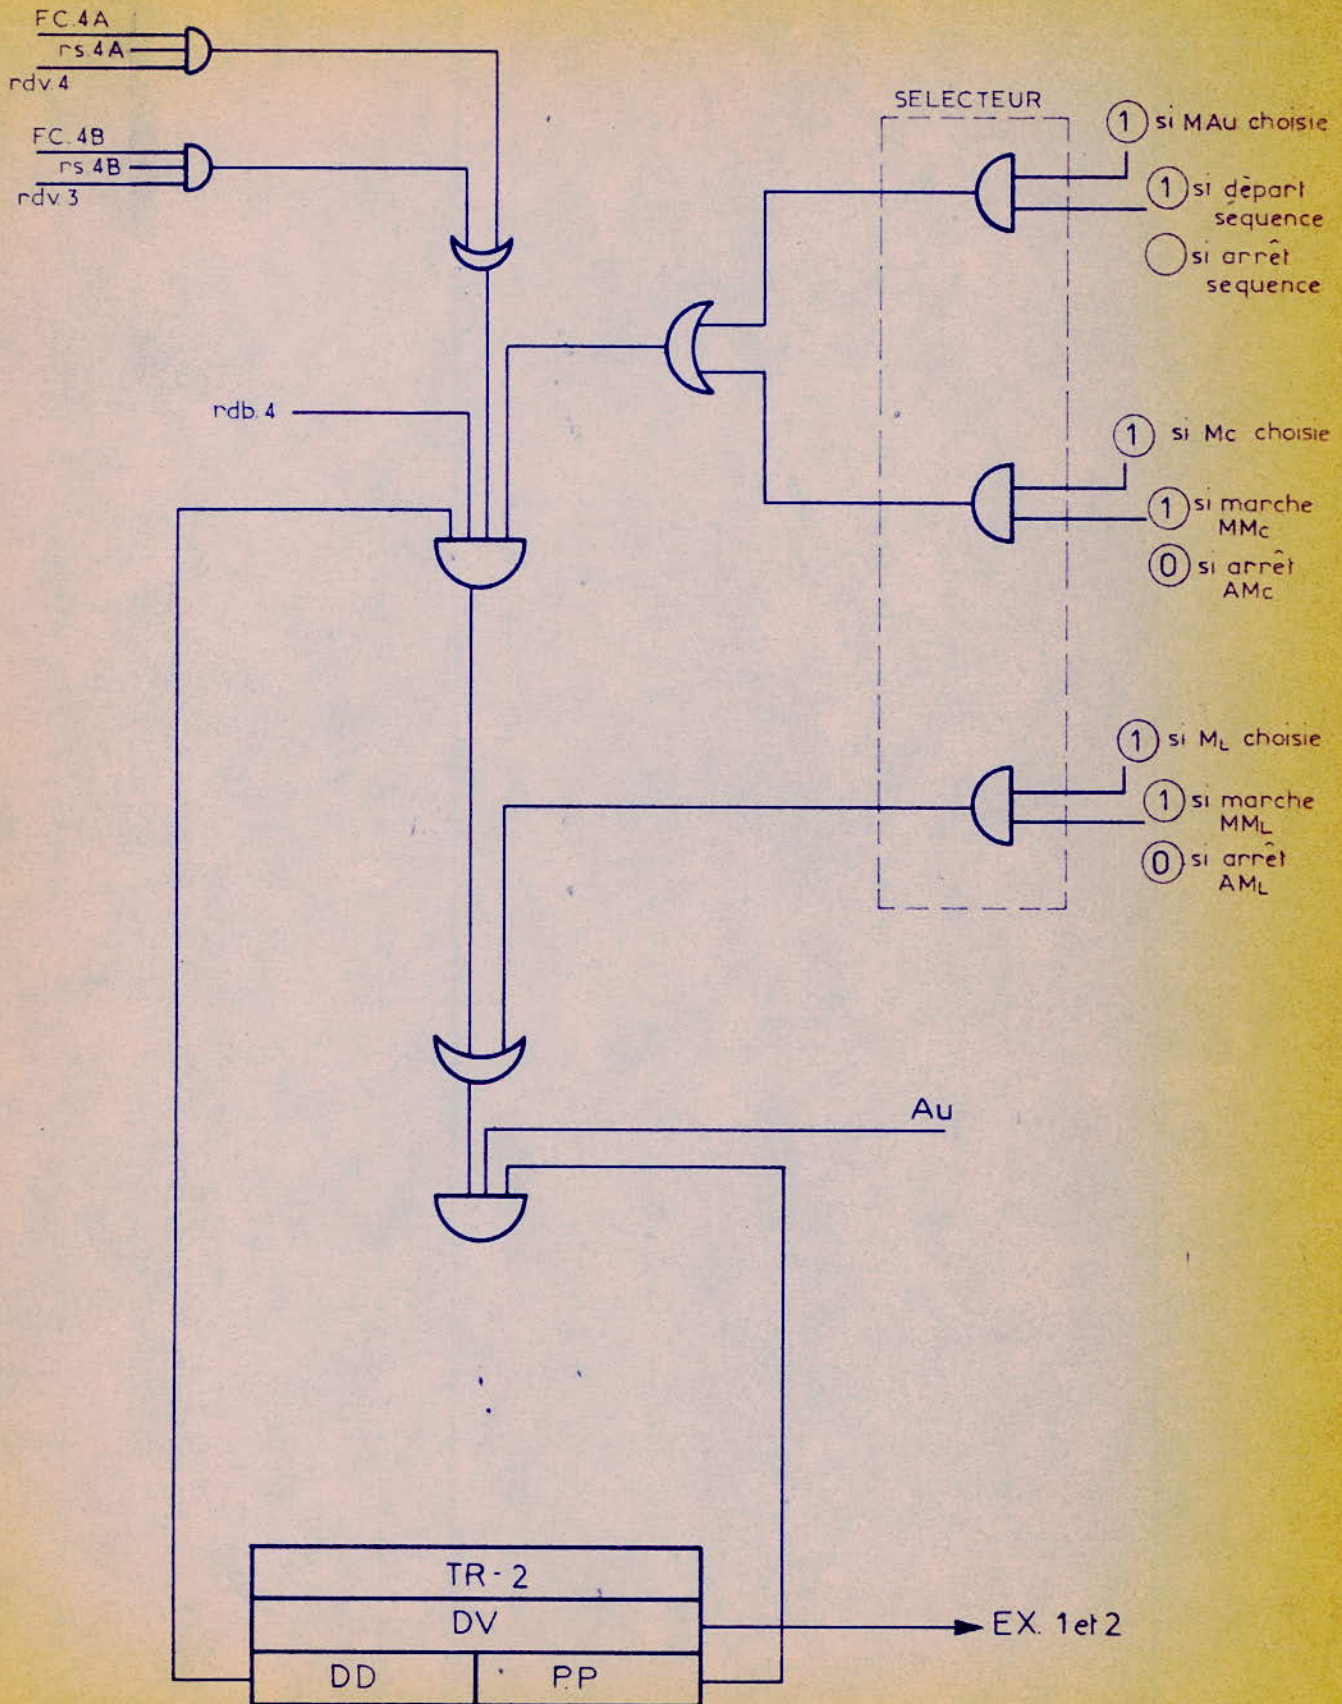 FC.4A
rs.4A
rdv.4
FC.4B
rs.4B
rdv.3
SELECTEUR
1 si MAu choisie
1 si dèpart
séquence
si arrêt
sequence
rdb.4
1 si Mc choisie
1 si marche
MMc
0 si arrêt
AMc
1 si ML choisie
1 si marche
MML
0 si arrêt
AML
Au
TR-2
DV
EX. 1 et 2
DD
P.P